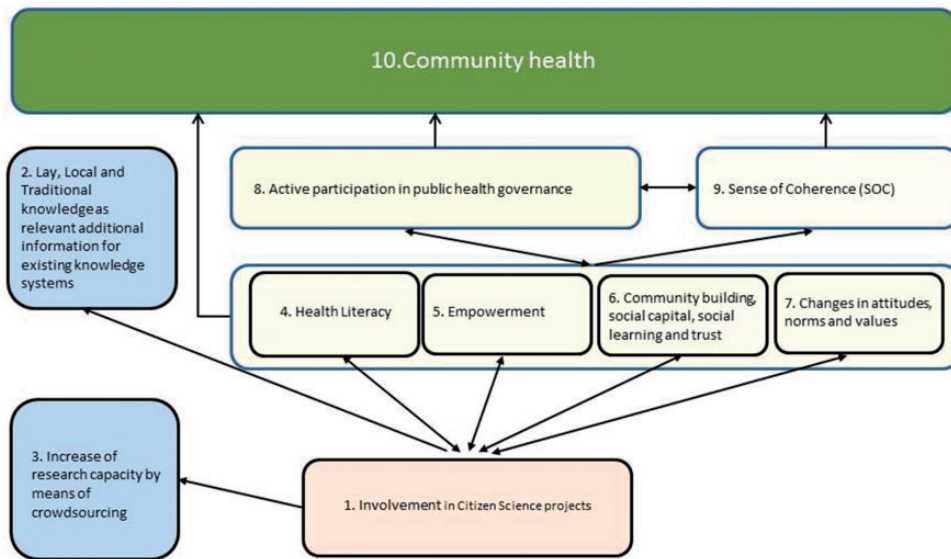 10.Community health
2. Lay, Local and
Traditional
knowledgeas
relevant additional
information for
existing knowledge
systems
8. Active participation in public health governance
9. Sense of Coherence (SOC)
4. Health Literacy
5. Empowerment
6. Community building,
social capital, social
learning and trust
7. Changes in attitudes,
norms and values
3. Increase of
research capacity by
means of
crowdsourcing
1. Involvement in Citizen Science projects